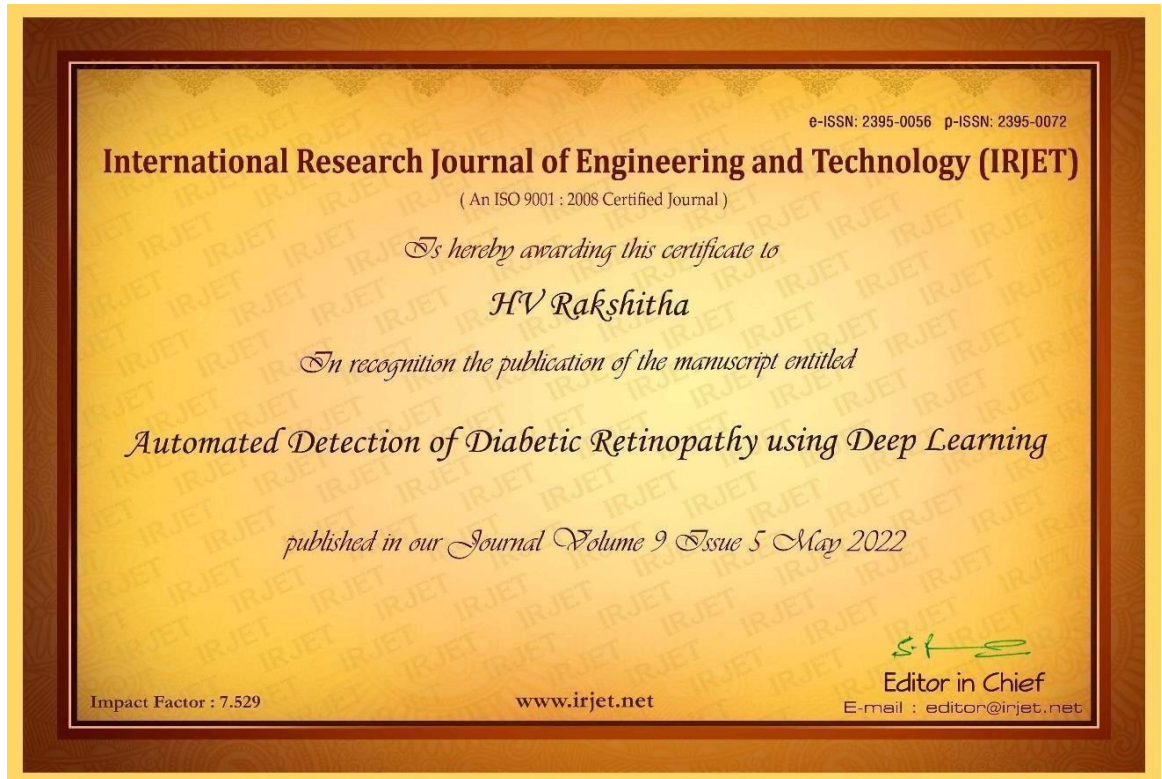 e-ISSN: 2395-0056 p-ISSN: 2395-0072
International Research Journal of Engineering and Technology (IRJET)
( An ISO 9001 : 2008 Certified Journal )
Is hereby awarding this certificate to
HV Rakshitha
In recognition the publication of the manuscript entitled
Automated Detection of Diabetic Retinopathy using Deep Learning
published in our Journal Volume 9 Issue 5 May 2022
Editor in Chief
Impact Factor : 7.529 www.irjet.net E-mail : editor@irjet.net